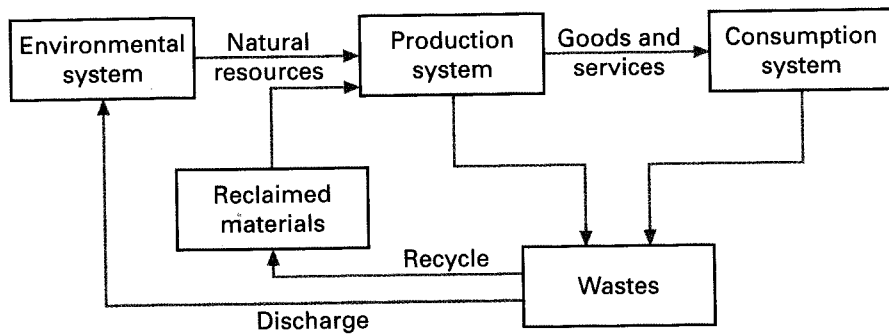 Environmental
system
Natural
resources
Production
system
Goods and
services
Consumption
system
Reclaimed
materials
Recycle
Wastes
Discharge